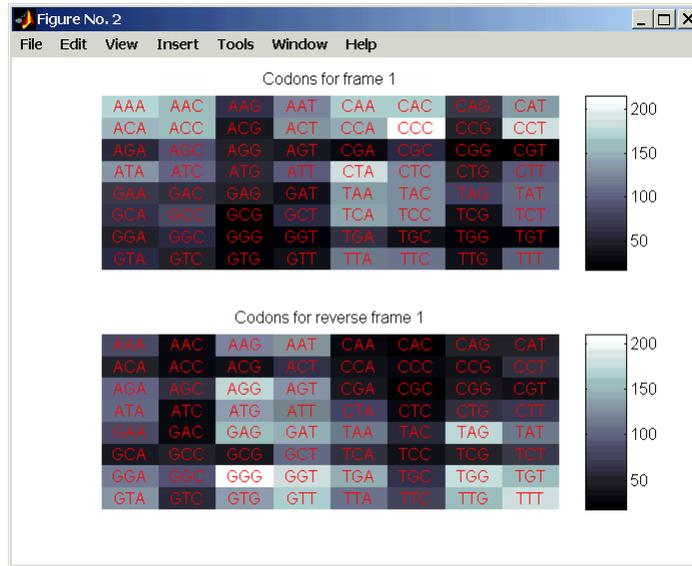 Figure No. 2
File Edit View Insert Tools Window Help
Codons for frame 1
AAA AAC AAG AAT CAA CAC CAG CAT
ACA ACC ACG ACT CCA CCC CCG CCT
AGA AGC AGG AGT CGA CGC CGG CGT
ATA ATC ATG ATT CTA CTC CTG CTT
GAA GAC GAG GAT TAA TAC TAG TAT
GCA GCC GCG GCT TCA TCC TCG TCT
GGA GGC GGG GGT TGA TGC TGG TGT
GTA GTC GTG GTT TTA TTC TTG TTT
200
150
100
50
Codons for reverse frame 1
AAA AAC AAG AAT CAA CAC CAG CAT
ACA ACC ACG ACT CCA CCC CCG CCT
AGA AGC AGG AGT CGA CGC CGG CGT
ATA ATC ATG ATT CTA CTC CTG CTT
GAA GAC GAG GAT TAA TAC TAG TAT
GCA GCC GCG GCT TCA TCC TCG TCT
GGA GGC GGG GGT TGA TGC TGG TGT
GTA GTC GTG GTT TTA TTC TTG TTT
200
150
100
50